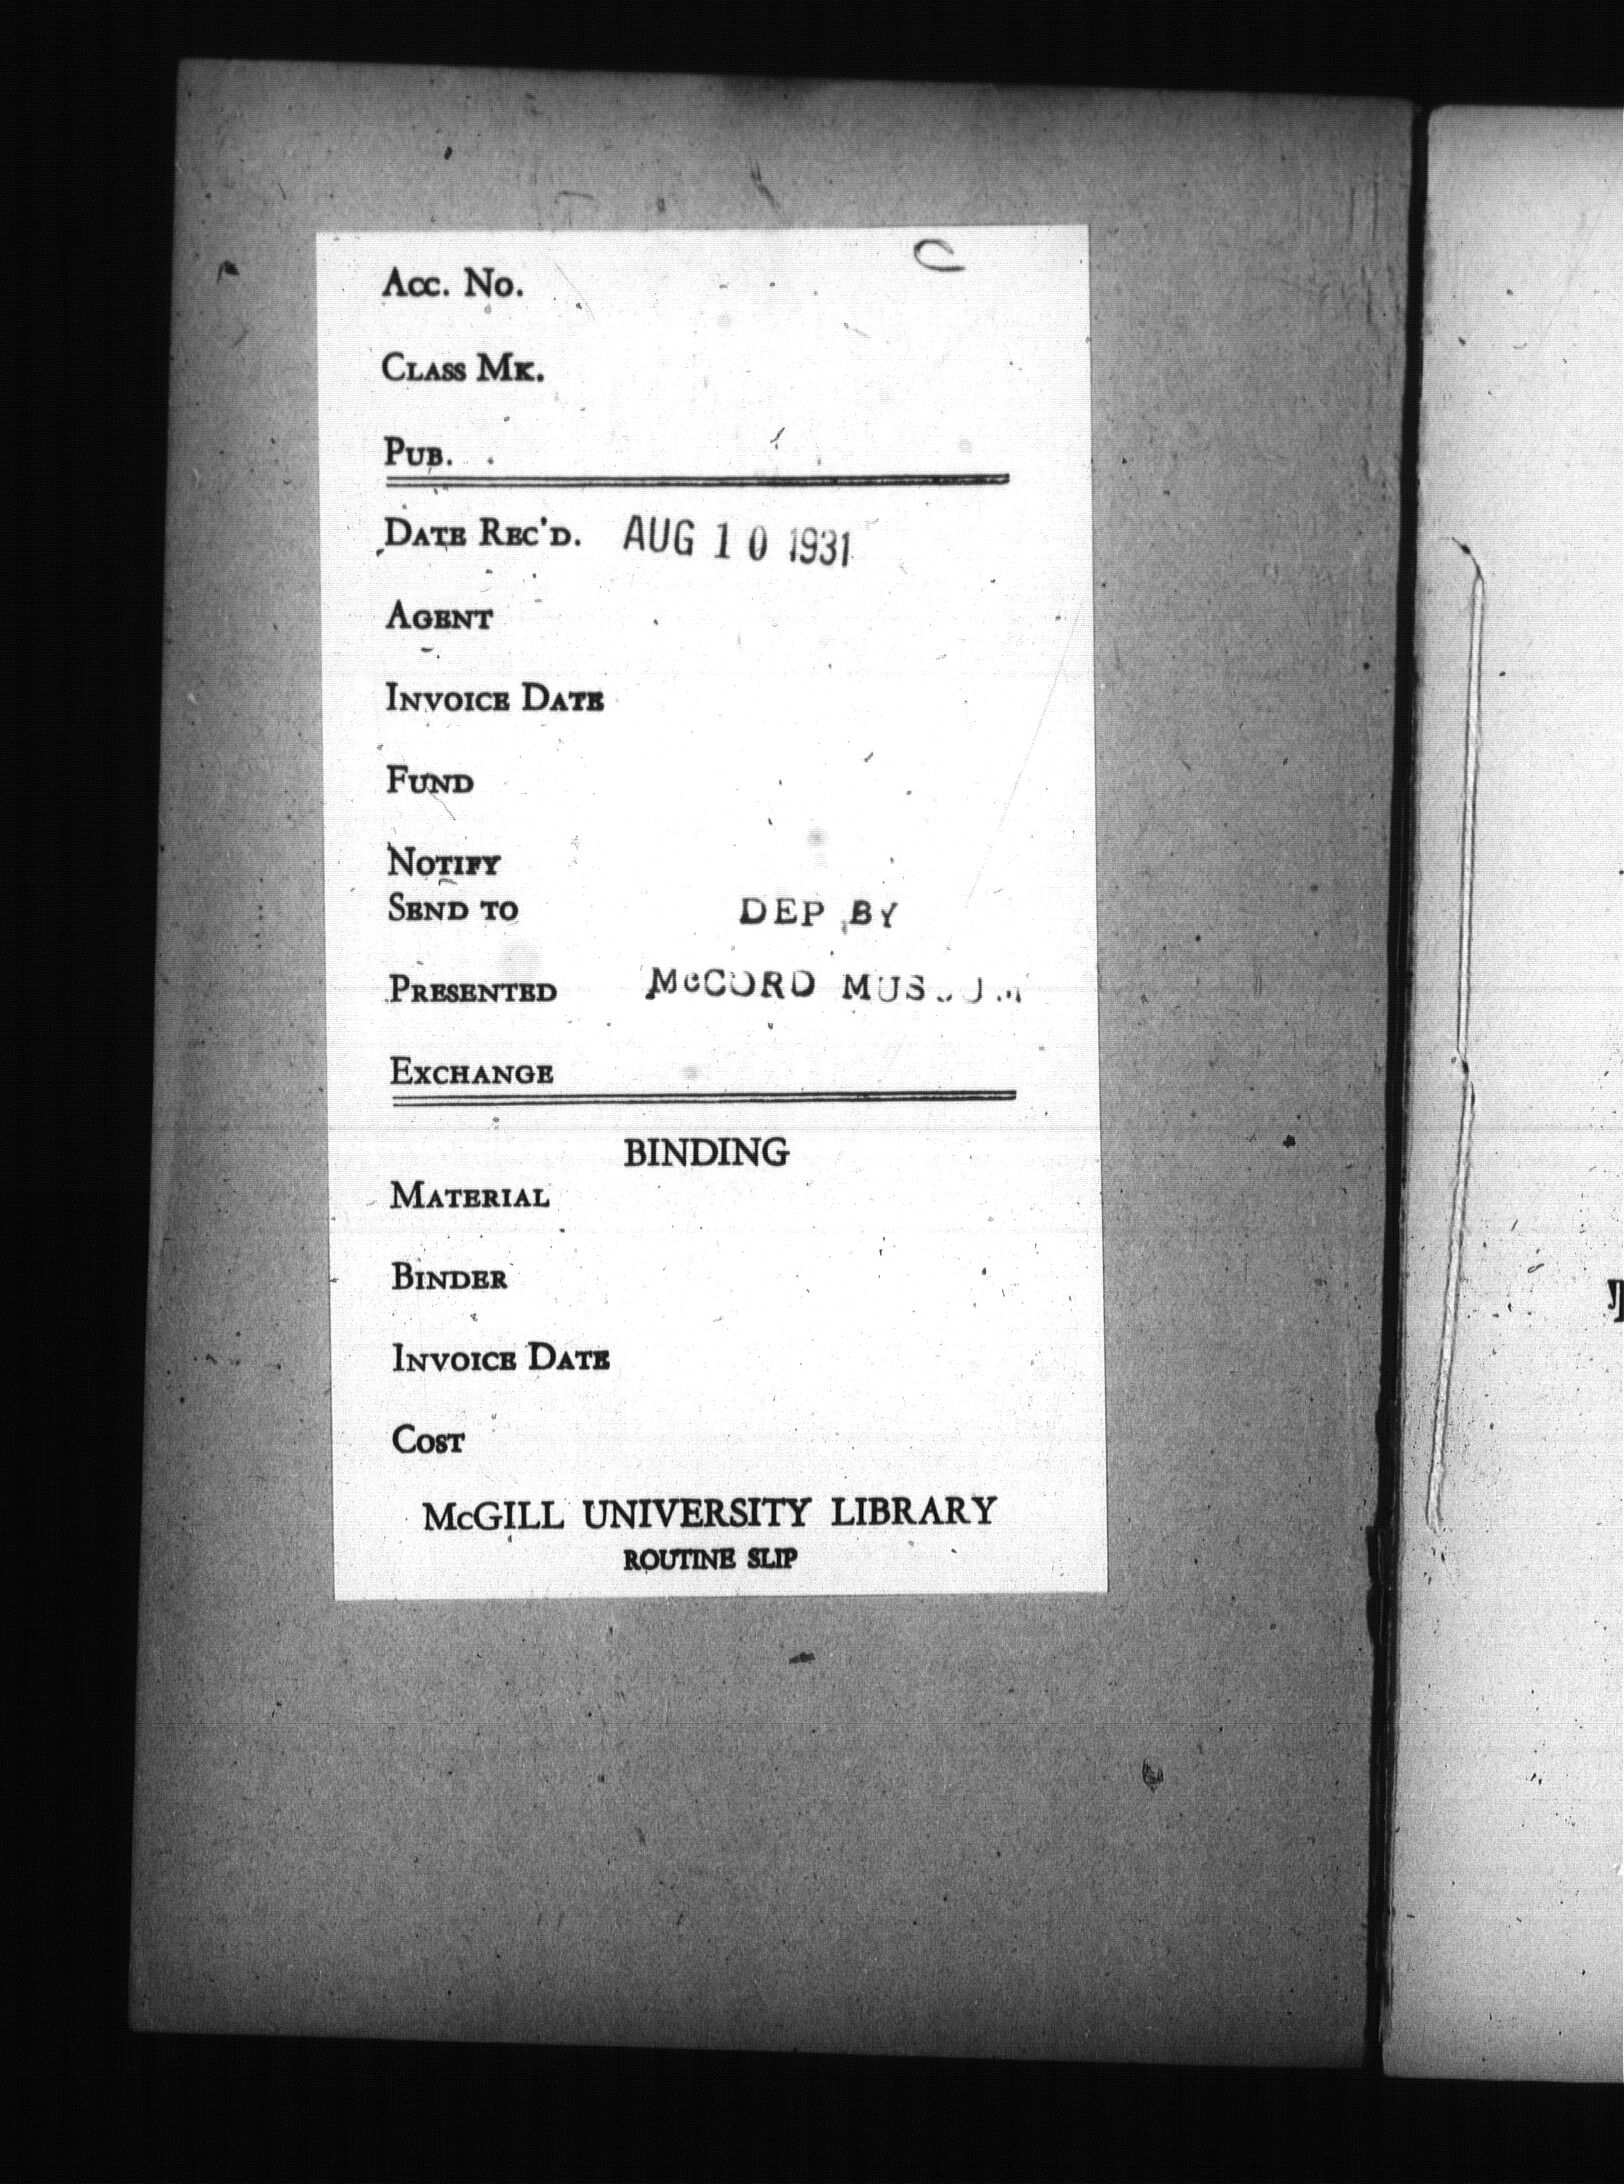 Acc. No.
Class Mk.
Pub.
Date Rec'd. AUG 10 1931
Agent
Invoice Date
Fund
Notify
Send to DEP BY
Presented McCORD MUSEUM
Exchange
BINDING
Material
Binder
Invoice Date
Cost
McGILL UNIVERSITY LIBRARY
ROUTINE SLIP